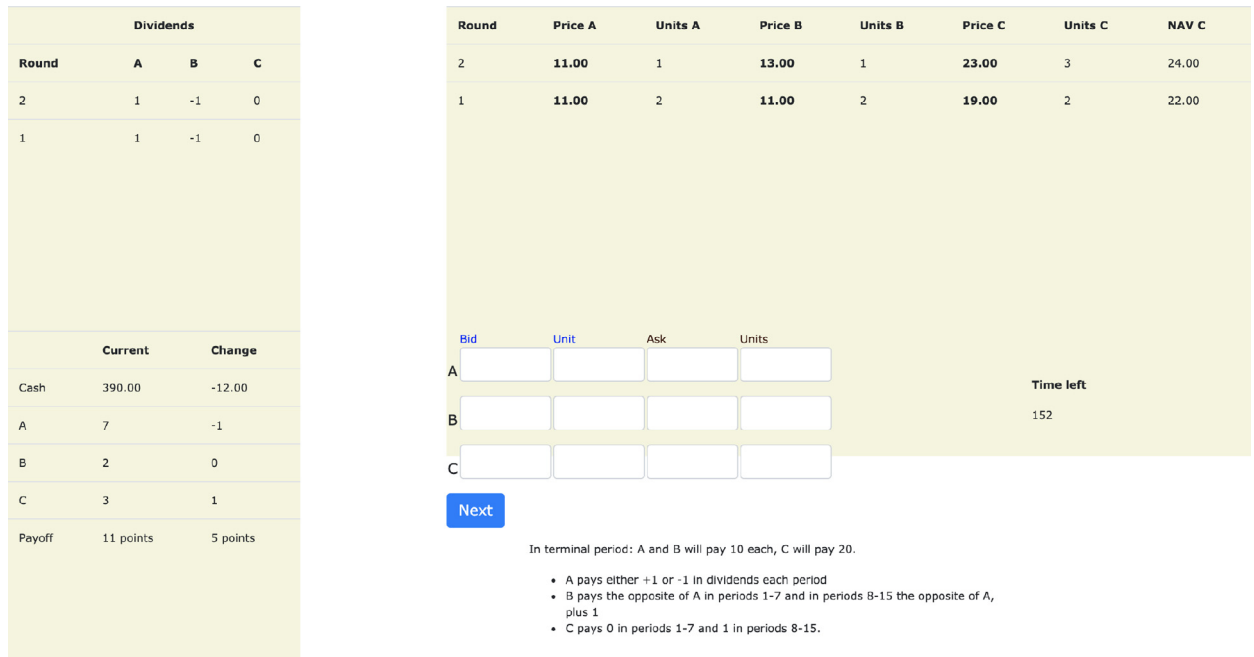 Dividends
Round A B C
2 1 -1 0
1 1 -1 0
Current Change
Cash 390.00 -12.00
A 7 -1
B 2 0
C 3 1
Payoff 11 points 5 points
Round Price A Units A Price B Units B Price C Units C NAV C
2 11.00 1 13.00 1 23.00 3 24.00
1 11.00 2 11.00 2 19.00 2 22.00
Bid Unit Ask Units
A
B
C
Time left
152
Next
In terminal period: A and B will pay 10 each, C will pay 20.
• A pays either +1 or -1 in dividends each period
• B pays the opposite of A in periods 1-7 and in periods 8-15 the opposite of A,
plus 1
• C pays 0 in periods 1-7 and 1 in periods 8-15.